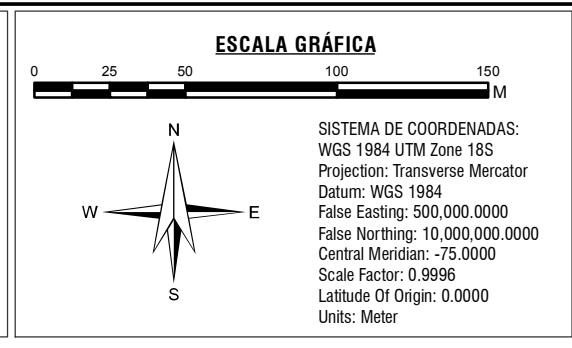 ESCALA GRÁFICA
0 25 50 100 150
M
N
W E
S
SISTEMA DE COORDENADAS:
WGS 1984 UTM Zone 18S
Projection: Transverse Mercator
Datum: WGS 1984
False Easting: 500,000.0000
False Northing: 10,000,000.0000
Central Meridian: -75.0000
Scale Factor: 0.9996
Latitude Of Origin: 0.0000
Units: Meter